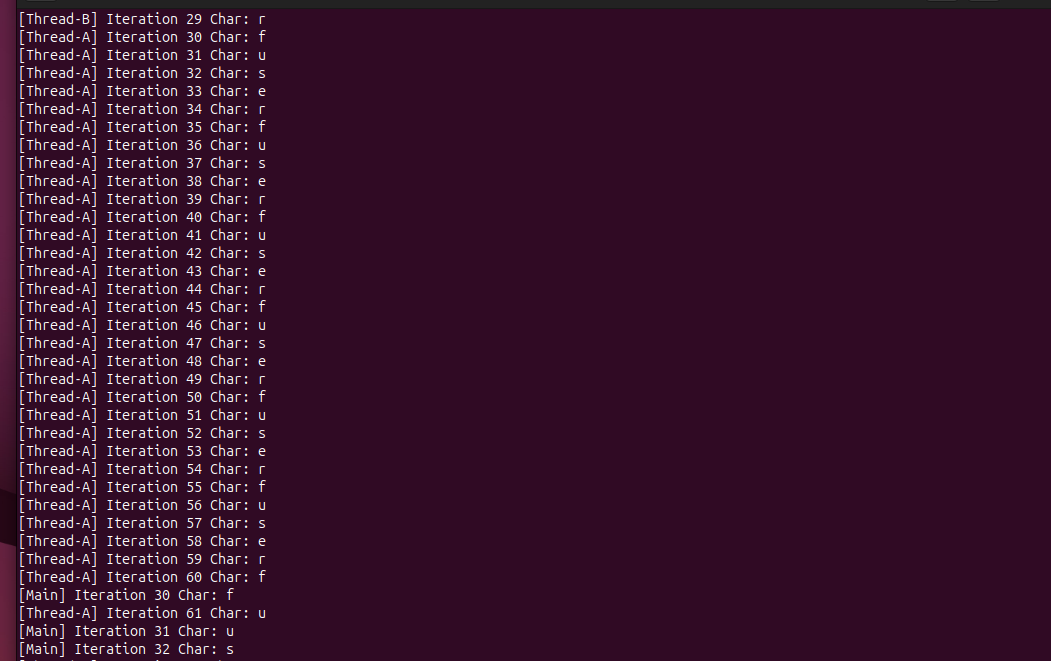 [Thread-B] Iteration 29 Char: r
[Thread-A] Iteration 30 Char: f
[Thread-A] Iteration 31 Char: u
[Thread-A] Iteration 32 Char: s
[Thread-A] Iteration 33 Char: e
[Thread-A] Iteration 34 Char: r
[Thread-A] Iteration 35 Char: f
[Thread-A] Iteration 36 Char: u
[Thread-A] Iteration 37 Char: s
[Thread-A] Iteration 38 Char: e
[Thread-A] Iteration 39 Char: r
[Thread-A] Iteration 40 Char: f
[Thread-A] Iteration 41 Char: u
[Thread-A] Iteration 42 Char: s
[Thread-A] Iteration 43 Char: e
[Thread-A] Iteration 44 Char: r
[Thread-A] Iteration 45 Char: f
[Thread-A] Iteration 46 Char: u
[Thread-A] Iteration 47 Char: s
[Thread-A] Iteration 48 Char: e
[Thread-A] Iteration 49 Char: r
[Thread-A] Iteration 50 Char: f
[Thread-A] Iteration 51 Char: u
[Thread-A] Iteration 52 Char: s
[Thread-A] Iteration 53 Char: e
[Thread-A] Iteration 54 Char: r
[Thread-A] Iteration 55 Char: f
[Thread-A] Iteration 56 Char: u
[Thread-A] Iteration 57 Char: s
[Thread-A] Iteration 58 Char: e
[Thread-A] Iteration 59 Char: r
[Thread-A] Iteration 60 Char: f
[Main] Iteration 30 Char: f
[Thread-A] Iteration 61 Char: u
[Main] Iteration 31 Char: u
[Main] Iteration 32 Char: s